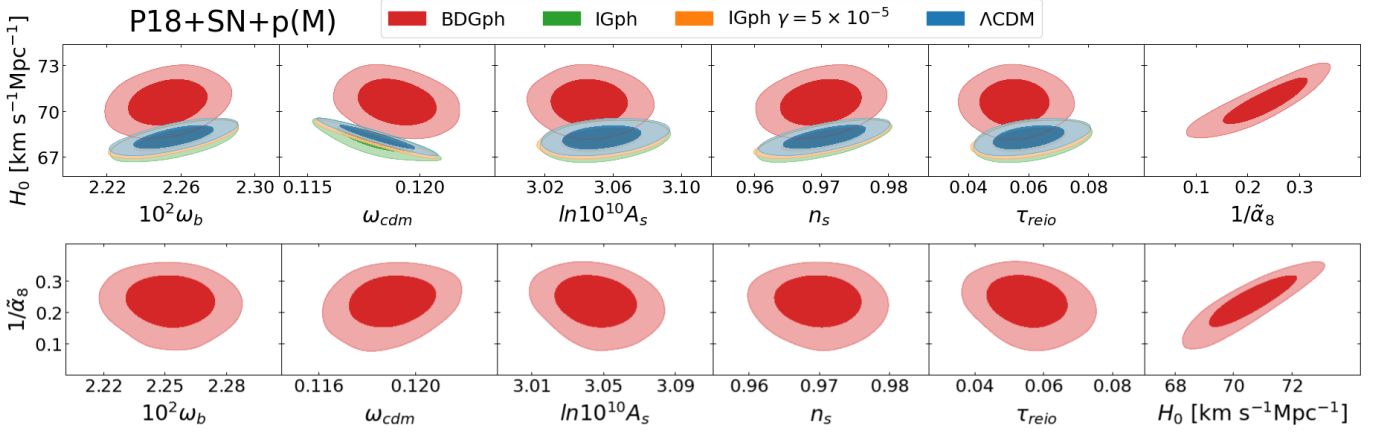 P18+SN+p(M)
BDGph IGph IGph γ = 5 × 10⁻⁵ ΛCDM
H₀ [km s⁻¹Mpc⁻¹]
73
70
67
2.22 2.26 2.30 0.115 0.120 3.02 3.06 3.10 0.96 0.97 0.98 0.04 0.06 0.08 0.1 0.3
10²ω_b ω_cdm ln10¹⁰A_s n_s τ_reio 1/α̃₈
1/α̃₈
0.3
0.2
0.1
2.22 2.25 2.28 0.116 0.120 3.01 3.05 3.09 0.96 0.97 0.98 0.04 0.06 0.08 68 70 72
10²ω_b ω_cdm ln10¹⁰A_s n_s τ_reio H₀ [km s⁻¹Mpc⁻¹]